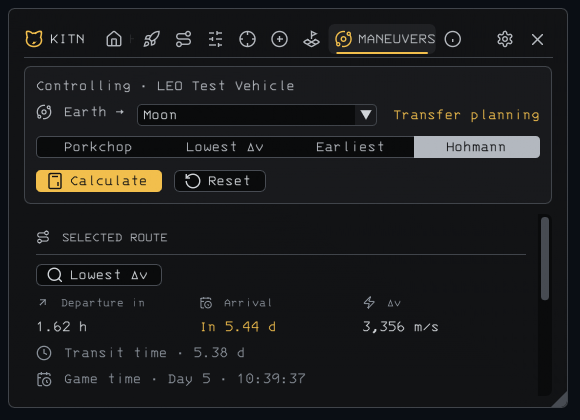 KITN MANEUVERS
Controlling · LEO Test Vehicle
Earth → Moon Transfer planning
Porkchop Lowest Δv Earliest Hohmann
Calculate Reset
SELECTED ROUTE
Lowest Δv
Departure in Arrival Δv
1.62 h In 5.44 d 3,356 m/s
Transit time · 5.38 d
Game time · Day 5 · 10:39:37